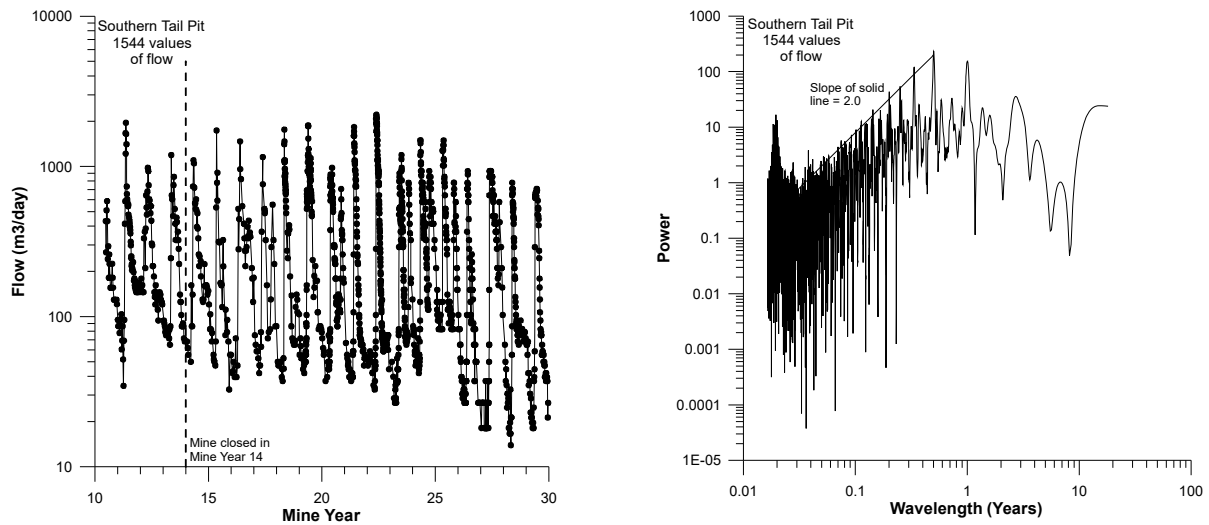 10000
1000
100
10
Flow (m3/day)
Southern Tail Pit
1544 values
of flow
Mine closed in
Mine Year 14
10 15 20 25 30
Mine Year
1000
100
10
1
0.1
0.01
0.001
0.0001
1E-05
Power
Southern Tail Pit
1544 values
of flow
Slope of solid
line = 2.0
0.01 0.1 1 10 100
Wavelength (Years)